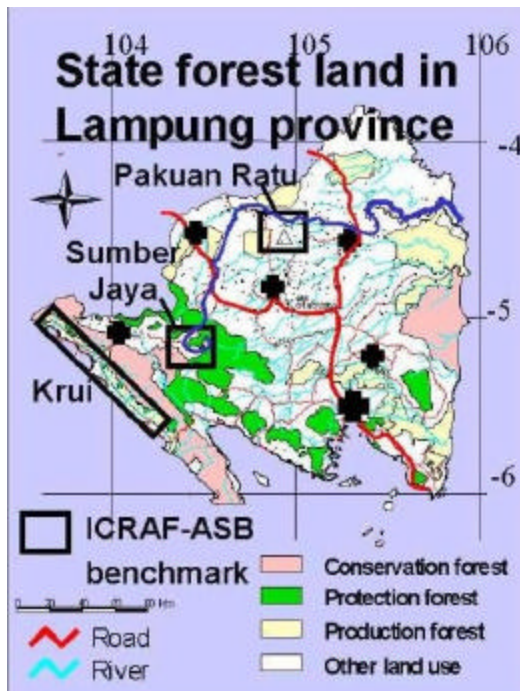 104 105 106
State forest land in
Lampung province
-4
Pakuan Ratu
Sumber
Jaya
-5
Krui
-6
ICRAF-ASB
benchmark
Road
River
Conservation forest
Protection forest
Production forest
Other land use